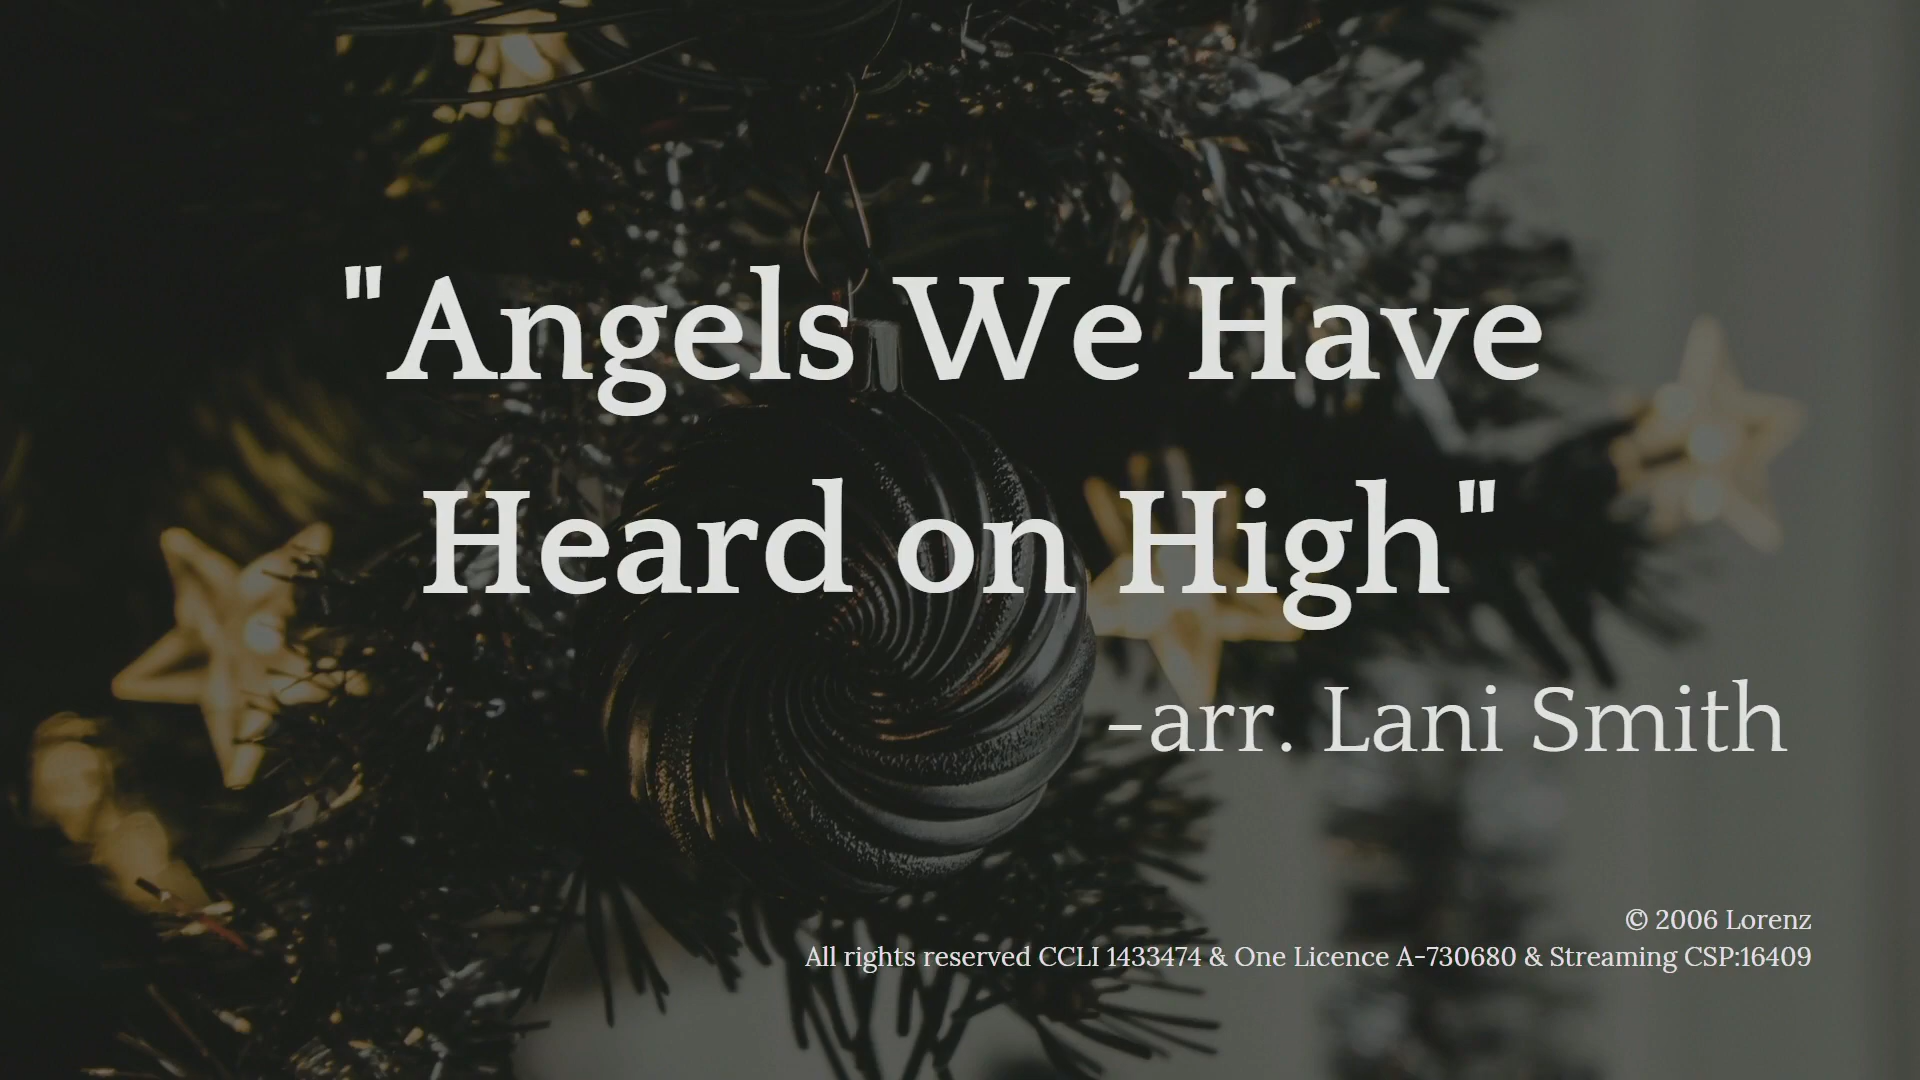 "Angels We Have
Heard on High"
–arr. Lani Smith
© 2006 Lorenz
All rights reserved CCLI 1433474 & One Licence A-730680 & Streaming CSP:16409